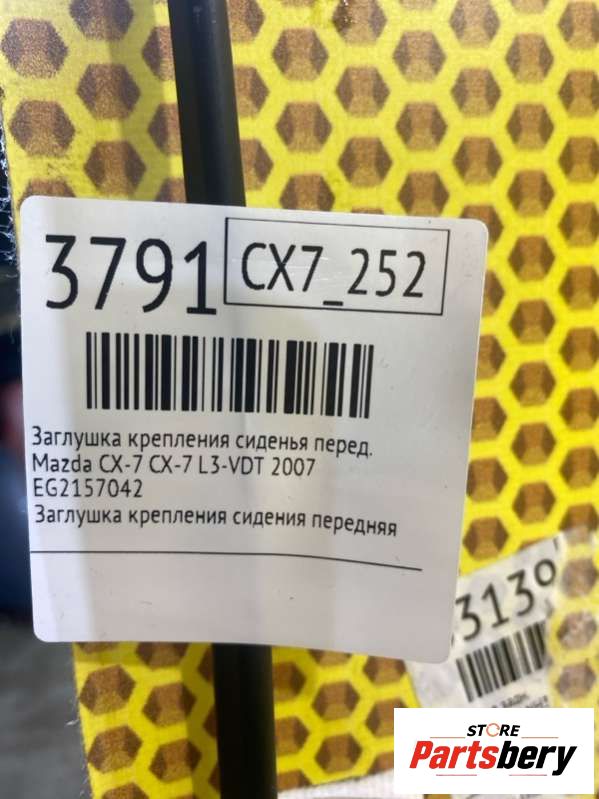 3791 CX7_252
Заглушка крепления сиденья перед.
Mazda CX-7 CX-7 L3-VDT 2007
EG2157042
Заглушка крепления сидения передняя
3139
STORE
Partsbery